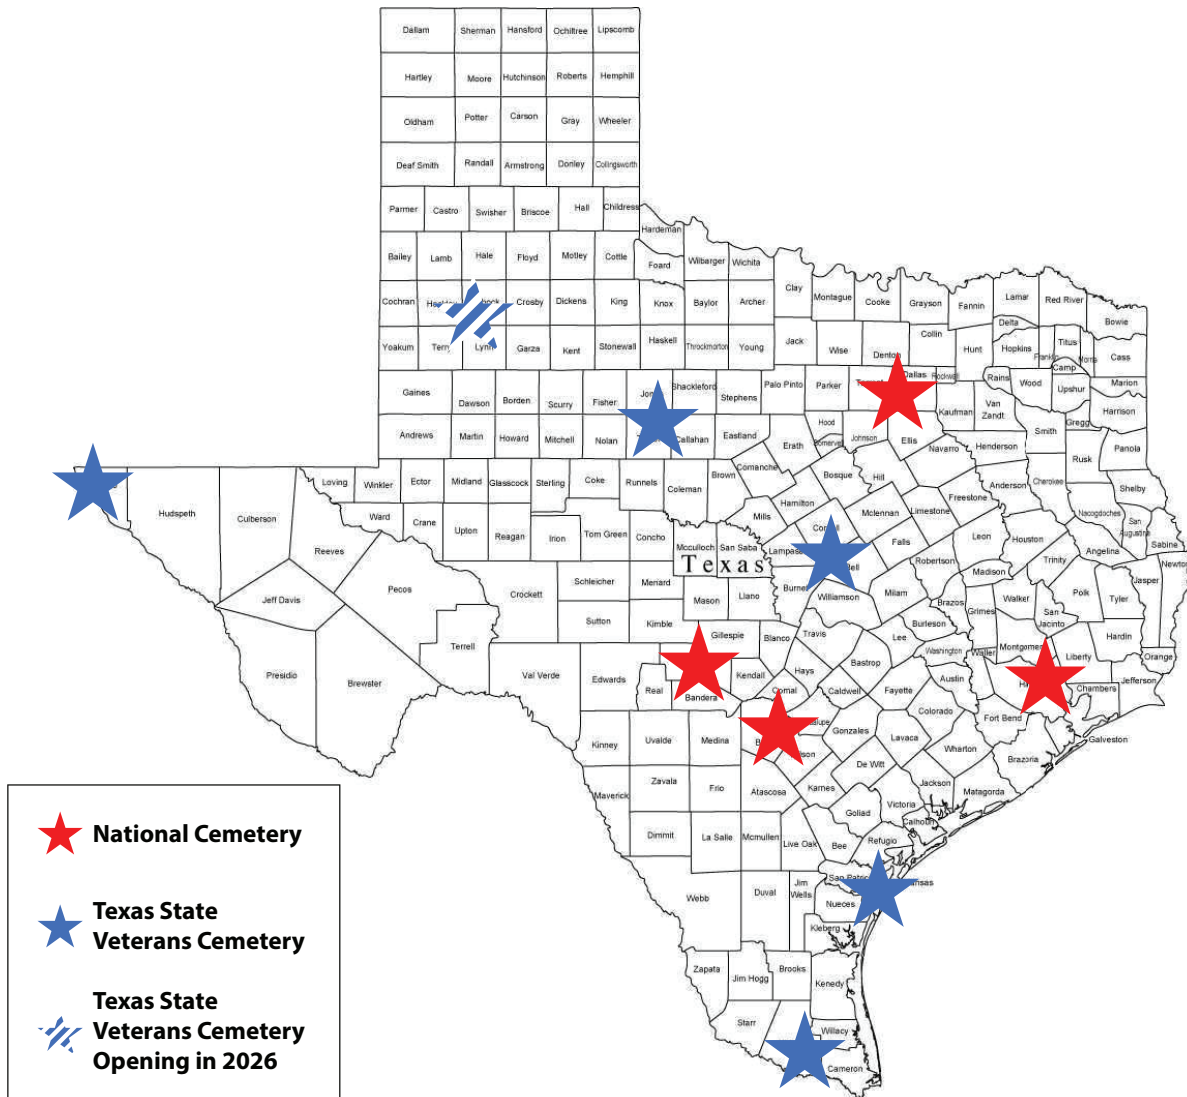 Dallam Sherman Hansford Ochiltree Lipscomb
Hartley Moore Hutchinson Roberts Hemphill
Oldham Potter Carson Gray Wheeler
Deaf Smith Randall Armstrong Donley Collingsworth
Parmer Castro Swisher Briscoe Hall Childress
Hardeman
Bailey Lamb Hale Floyd Motley Cottle Foard Wilbarger Wichita
Clay Montague Cooke Grayson Fannin Lamar Red River
Bowie
Cochran Crosby Dickens King Knox Baylor Archer
Delta
Yoakum Terry Lynn Garza Kent Stonewall Haskell Throckmorton Young Jack Wise Denton Collin Hunt Hopkins Franklin Titus Morris Cass
Camp
Gaines Dawson Borden Scurry Fisher Shackleford Stephens Palo Pinto Parker Dallas Rockwall Rains Wood Upshur Marion
Kaufman Van
Zandt
Harrison
Gregg
Andrews Martin Howard Mitchell Nolan Callahan Eastland Erath Hood Somervell Johnson Ellis Navarro Henderson Smith Rusk Panola
Hudspeth Culberson Loving Winkler Ector Midland Glasscock Sterling Coke Runnels Coleman Brown Comanche Bosque Hill Freestone Anderson Cherokee Shelby
Ward Crane Upton Reagan Irion Tom Green Concho Mcculloch San Saba Mills Hamilton Mclennan Limestone Leon Houston Nacogdoches San
Augustine
Sabine
Newton
Texas
Lampasas Falls Robertson Madison Trinity Angelina Jasper
Reeves Jeff Davis Pecos Crockett Schleicher Menard Mason Llano Burnet Williamson Milam Brazos Grimes Walker San
Jacinto
Polk Tyler
Presidio Brewster Terrell Sutton Kimble Gillespie Blanco Travis Lee Burleson Washington Waller Montgomery Liberty Hardin Orange
Val Verde Edwards Real Bandera Kendall Comal Hays Caldwell Bastrop Fayette Austin Colorado Fort Bend Chambers Jefferson
Galveston
Kinney Uvalde Medina Gonzales Lavaca Wharton Brazoria
Maverick Zavala Frio Atascosa Karnes De Witt Jackson Matagorda
Dimmit La Salle Mcmullen Live Oak Bee Goliad Victoria Calhoun
Refugio
Webb Duval Jim
Wells
Nueces
Kleberg
Zapata Jim Hogg Brooks Kenedy
Starr Willacy
Cameron
National Cemetery
Texas State
Veterans Cemetery
Texas State
Veterans Cemetery
Opening in 2026